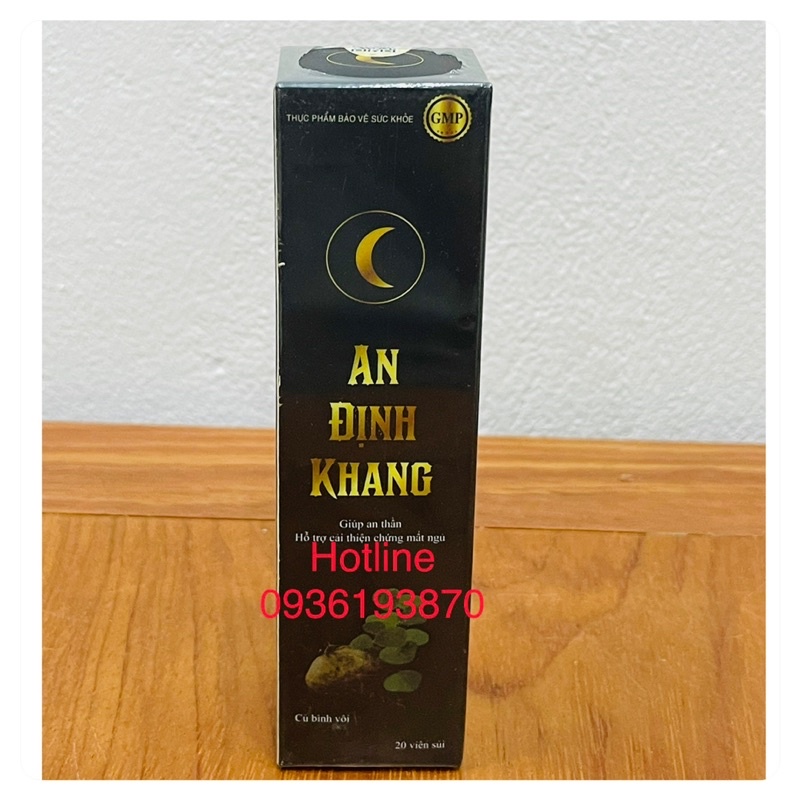 THỰC PHẨM BẢO VỆ SỨC KHỎE
GMP
AN
ĐỊNH
KHANG
Giúp an thần
Hỗ trợ cải thiện chứng mất ngủ
Hotline
0936193870
Củ bình vôi
20 viên sủi